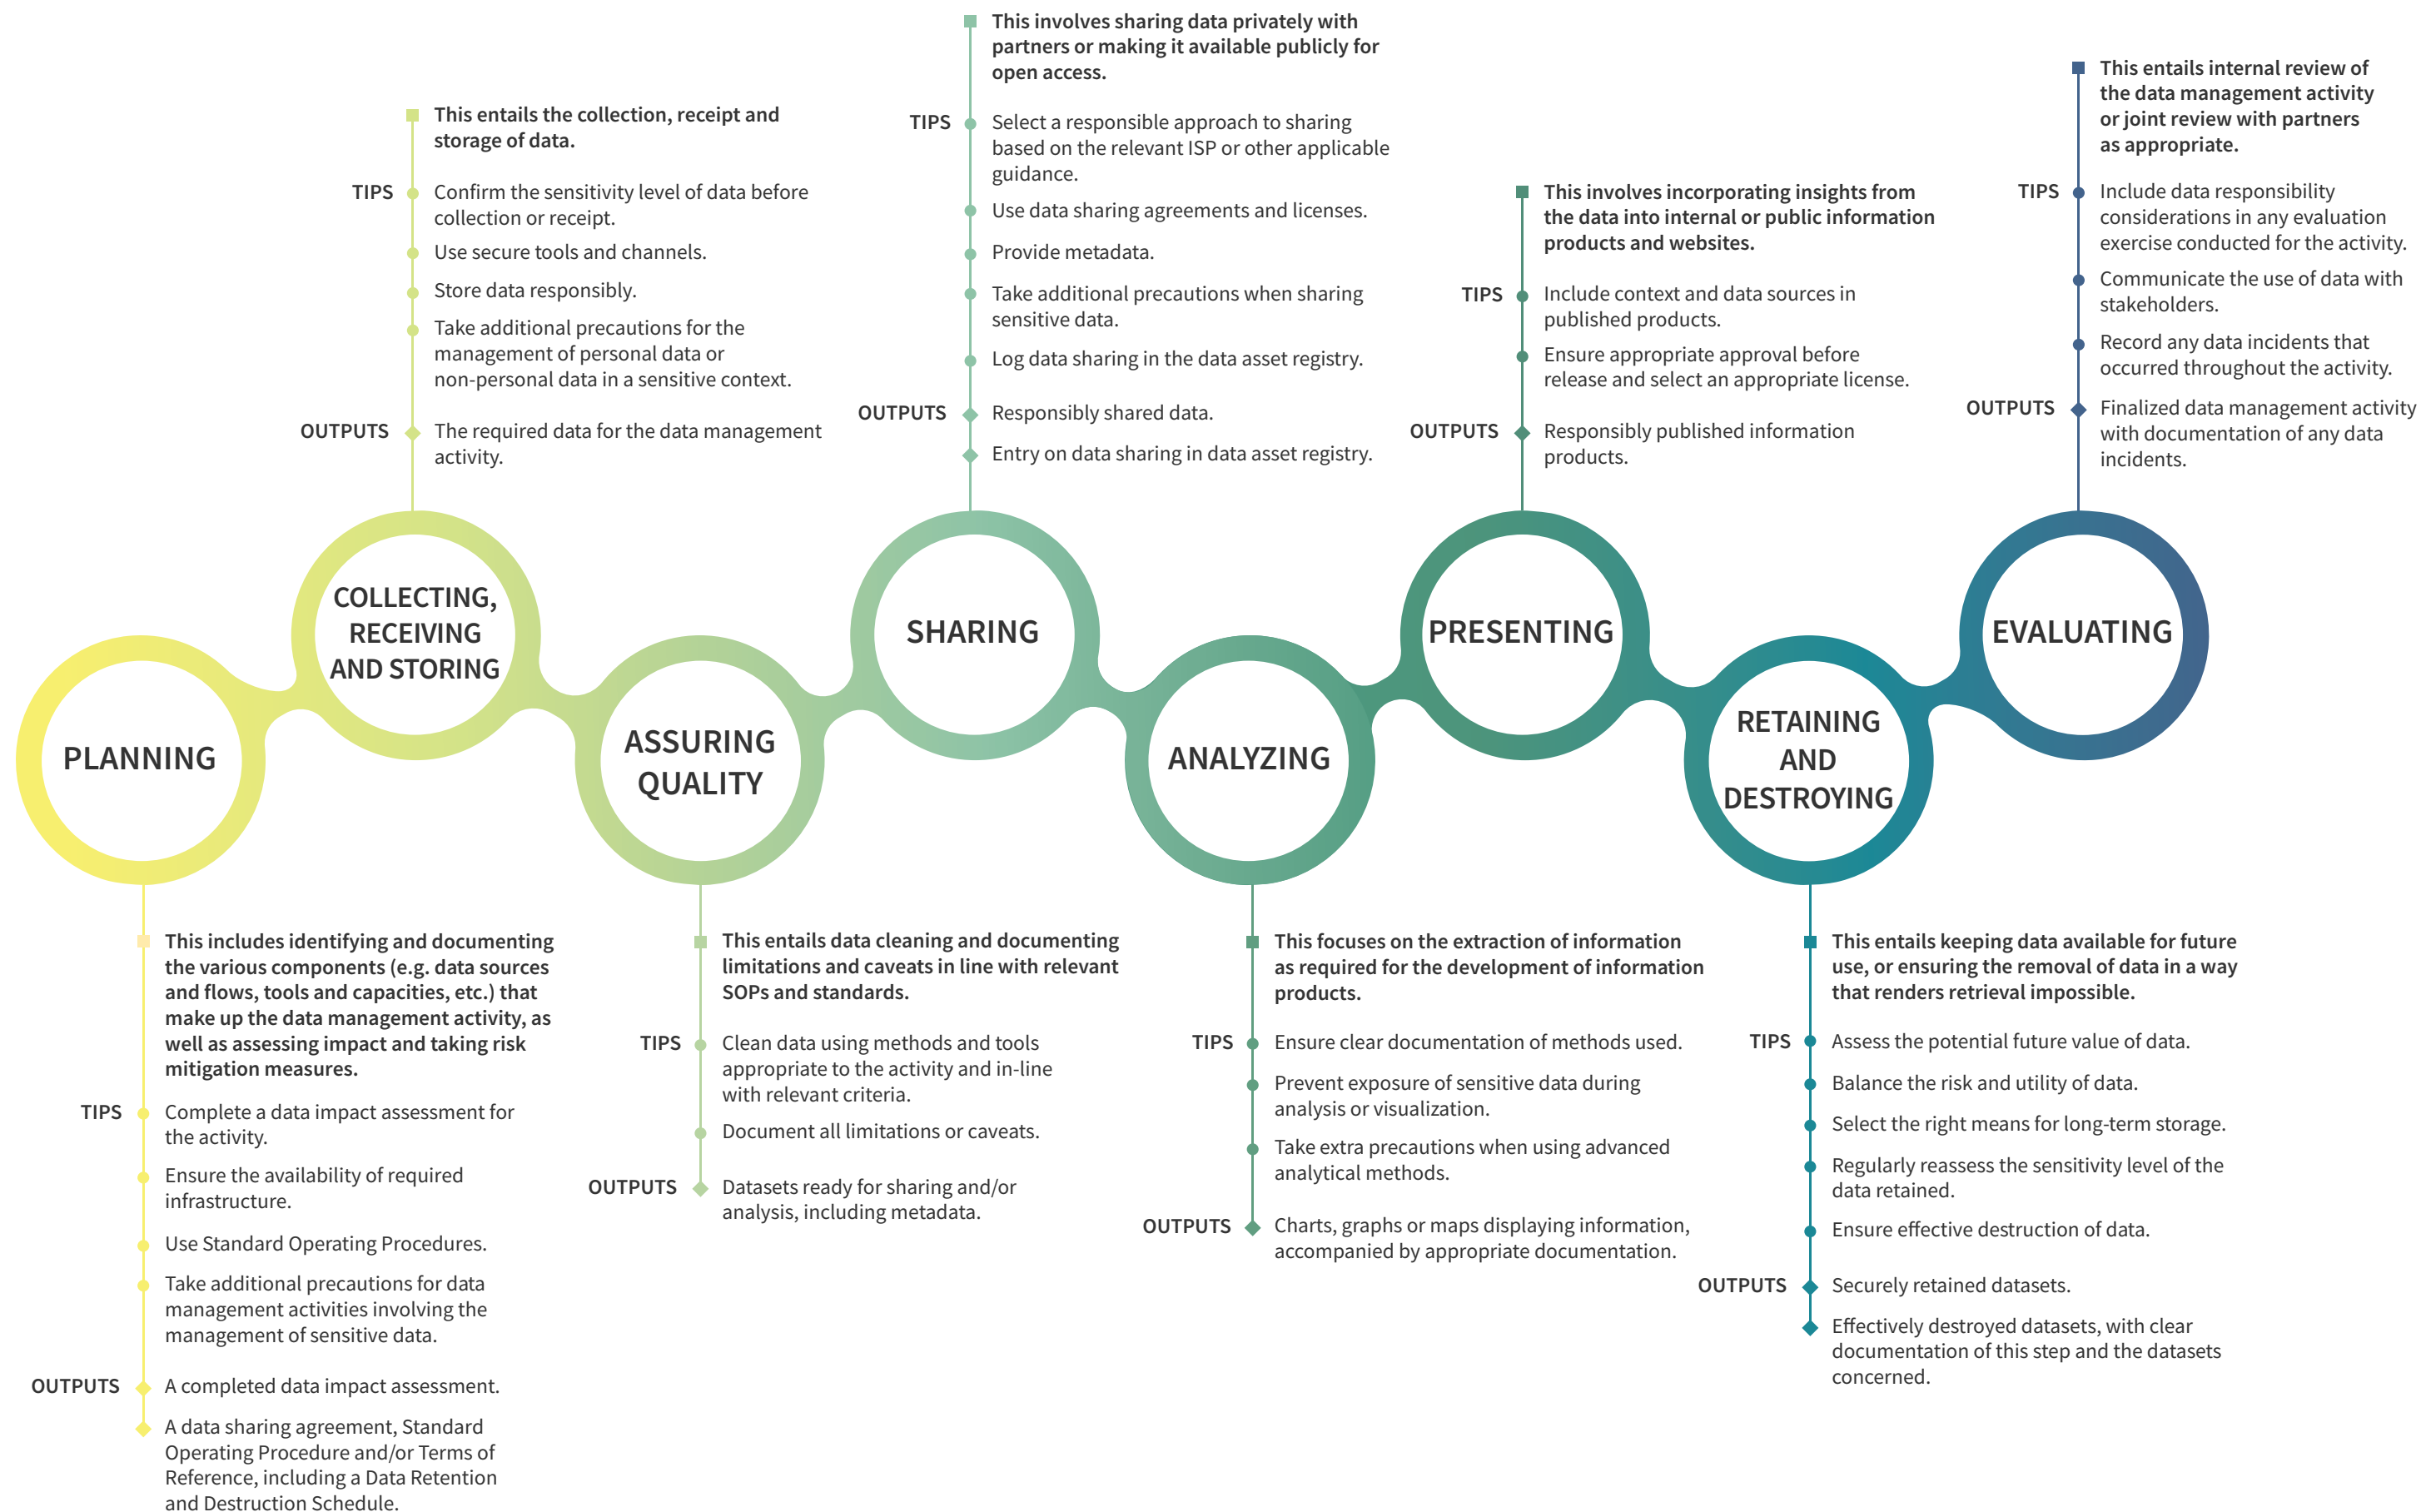 PLANNING
This includes identifying and documenting
the various components (e.g. data sources
and flows, tools and capacities, etc.) that
make up the data management activity, as
well as assessing impact and taking risk
mitigation measures.
TIPS
Complete a data impact assessment for
the activity.
Ensure the availability of required
infrastructure.
Use Standard Operating Procedures.
Take additional precautions for data
management activities involving the
management of sensitive data.
OUTPUTS
A completed data impact assessment.
A data sharing agreement, Standard
Operating Procedure and/or Terms of
Reference, including a Data Retention
and Destruction Schedule.
COLLECTING,
RECEIVING
AND STORING
This entails the collection, receipt and
storage of data.
TIPS
Confirm the sensitivity level of data before
collection or receipt.
Use secure tools and channels.
Store data responsibly.
Take additional precautions for the
management of personal data or
non-personal data in a sensitive context.
OUTPUTS
The required data for the data management
activity.
ASSURING
QUALITY
This entails data cleaning and documenting
limitations and caveats in line with relevant
SOPs and standards.
TIPS
Clean data using methods and tools
appropriate to the activity and in-line
with relevant criteria.
Document all limitations or caveats.
OUTPUTS
Datasets ready for sharing and/or
analysis, including metadata.
SHARING
This involves sharing data privately with
partners or making it available publicly for
open access.
TIPS
Select a responsible approach to sharing
based on the relevant ISP or other applicable
guidance.
Use data sharing agreements and licenses.
Provide metadata.
Take additional precautions when sharing
sensitive data.
Log data sharing in the data asset registry.
OUTPUTS
Responsibly shared data.
Entry on data sharing in data asset registry.
ANALYZING
This focuses on the extraction of information
as required for the development of information
products.
TIPS
Ensure clear documentation of methods used.
Prevent exposure of sensitive data during
analysis or visualization.
Take extra precautions when using advanced
analytical methods.
OUTPUTS
Charts, graphs or maps displaying information,
accompanied by appropriate documentation.
PRESENTING
This involves incorporating insights from
the data into internal or public information
products and websites.
TIPS
Include context and data sources in
published products.
Ensure appropriate approval before
release and select an appropriate license.
OUTPUTS
Responsibly published information
products.
RETAINING
AND
DESTROYING
This entails keeping data available for future
use, or ensuring the removal of data in a way
that renders retrieval impossible.
TIPS
Assess the potential future value of data.
Balance the risk and utility of data.
Select the right means for long-term storage.
Regularly reassess the sensitivity level of the
data retained.
Ensure effective destruction of data.
OUTPUTS
Securely retained datasets.
Effectively destroyed datasets, with clear
documentation of this step and the datasets
concerned.
EVALUATING
This entails internal review of
the data management activity
or joint review with partners
as appropriate.
TIPS
Include data responsibility
considerations in any evaluation
exercise conducted for the activity.
Communicate the use of data with
stakeholders.
Record any data incidents that
occurred throughout the activity.
OUTPUTS
Finalized data management activity
with documentation of any data
incidents.